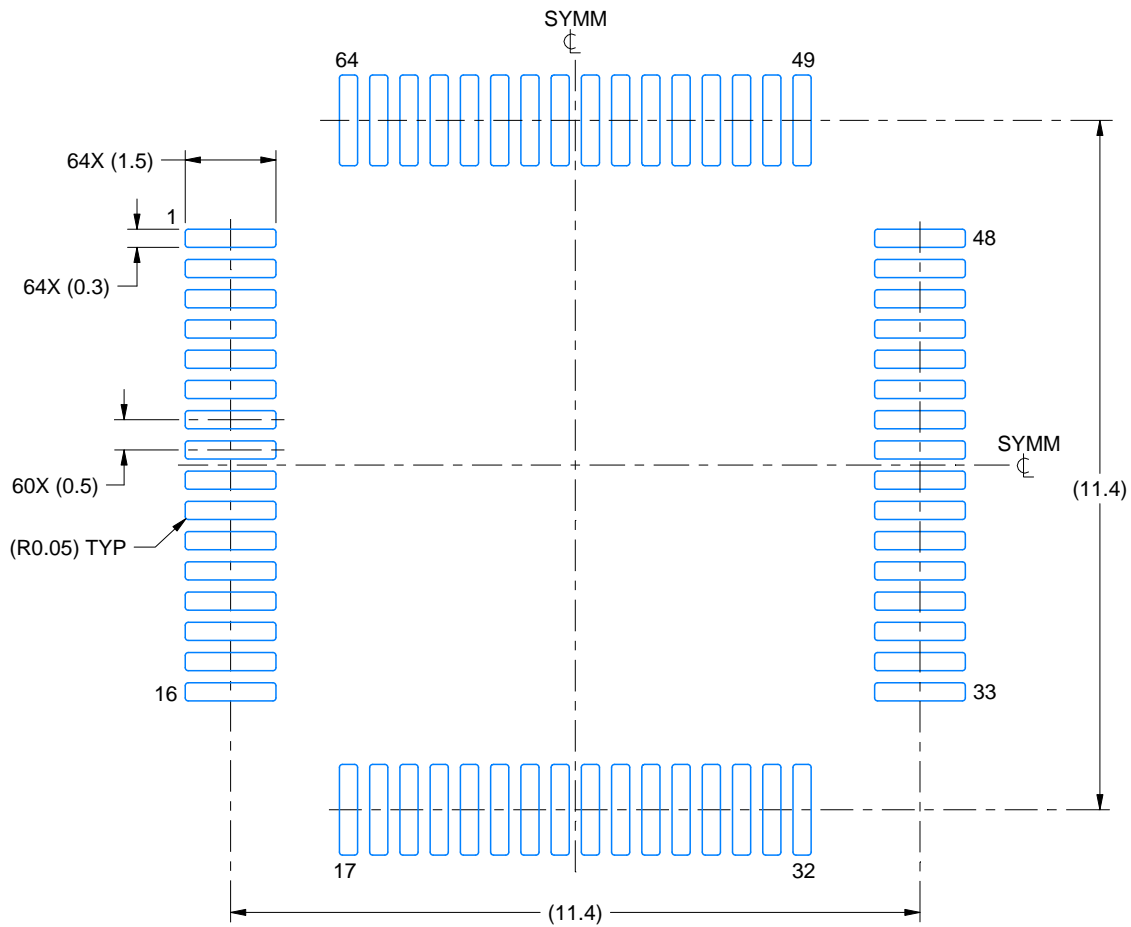 SYMM
℄
64
49
64X (1.5)
1
48
64X (0.3)
SYMM
℄
60X (0.5)
(11.4)
(R0.05) TYP
16
33
17
32
(11.4)